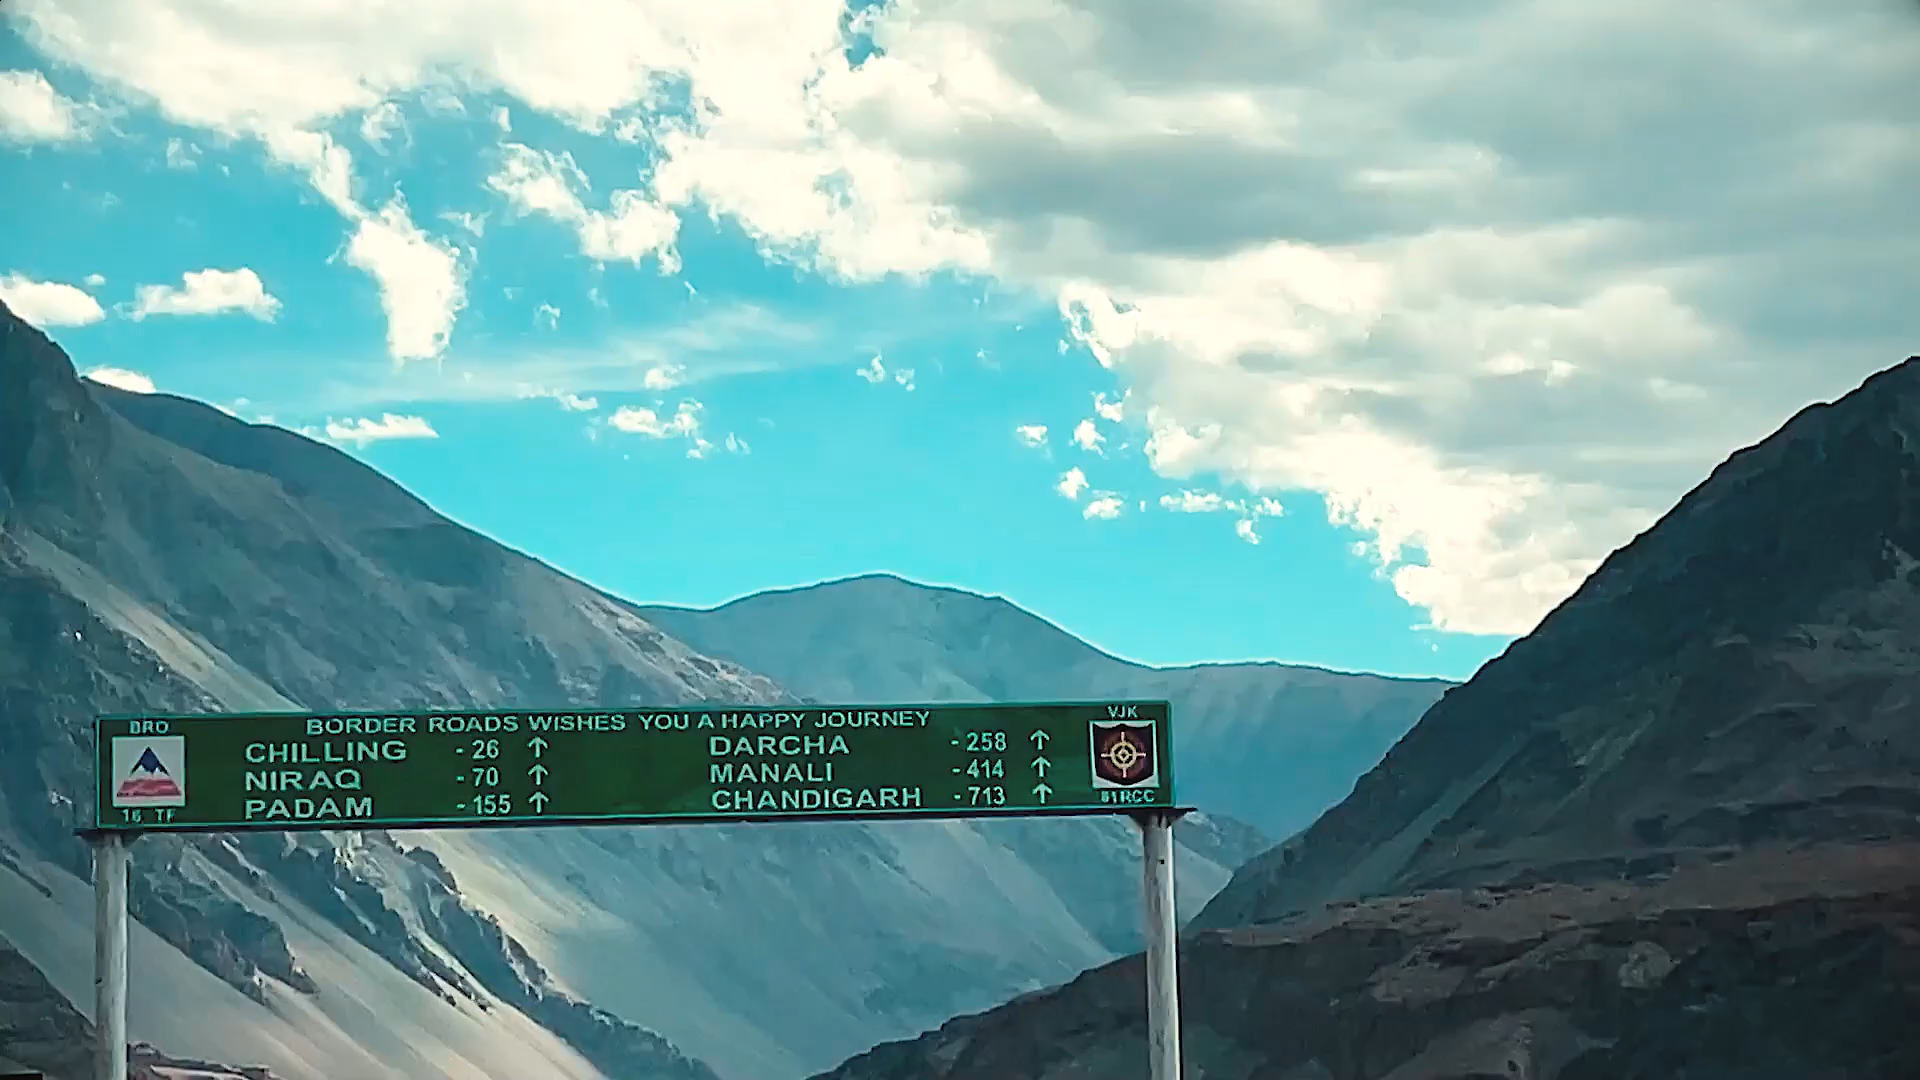 BRO
BORDER ROADS WISHES YOU A HAPPY JOURNEY
VJK
CHILLING - 26 ↑
NIRAQ - 70 ↑
PADAM - 155 ↑
DARCHA - 258 ↑
MANALI - 414 ↑
CHANDIGARH - 713 ↑
16 TF
81RCC